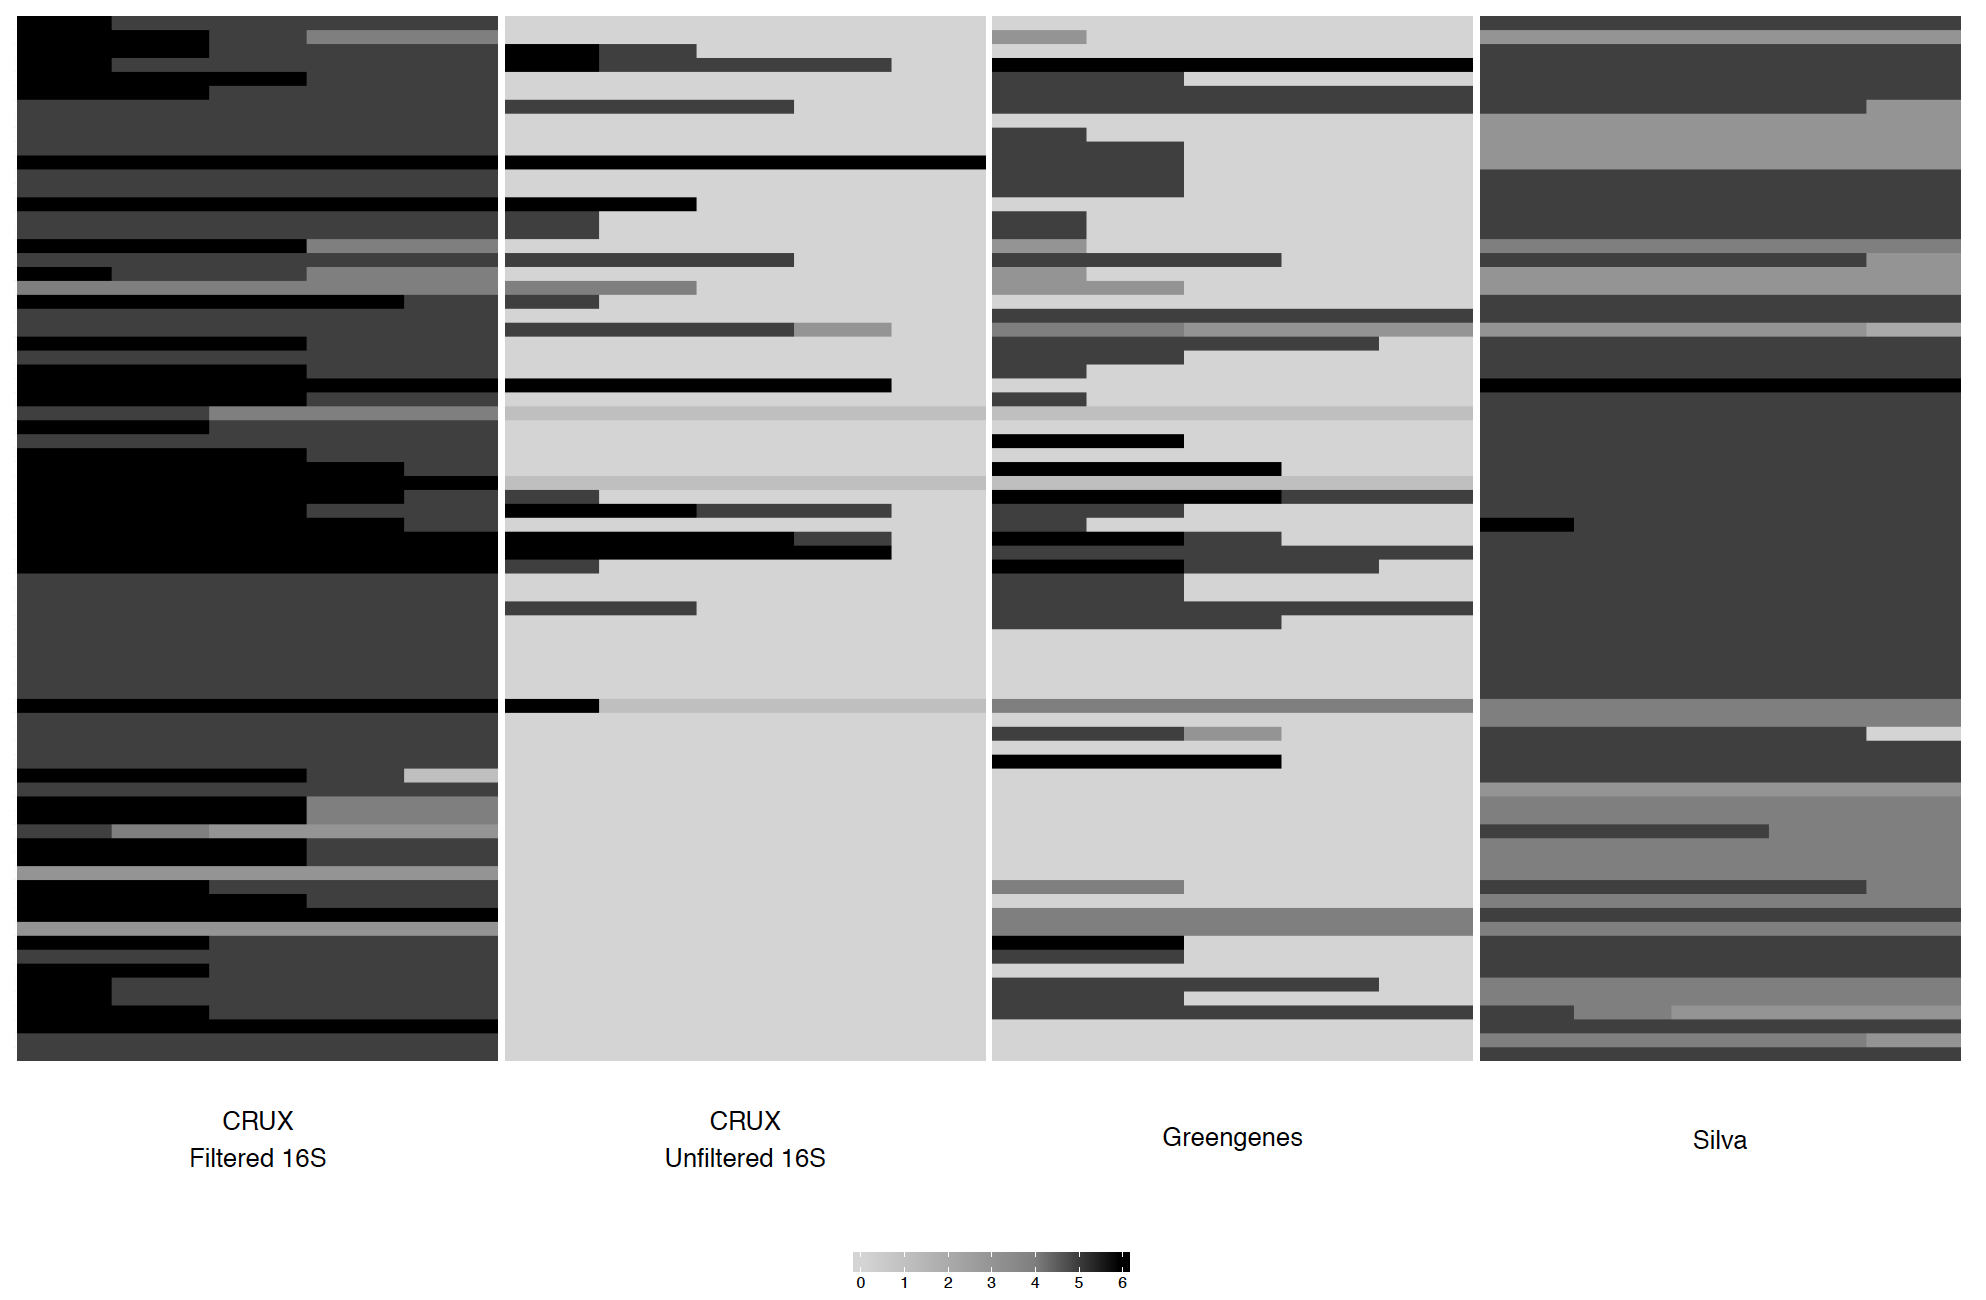 CRUX
Filtered 16S
CRUX
Unfiltered 16S
Greengenes
Silva
0 1 2 3 4 5 6